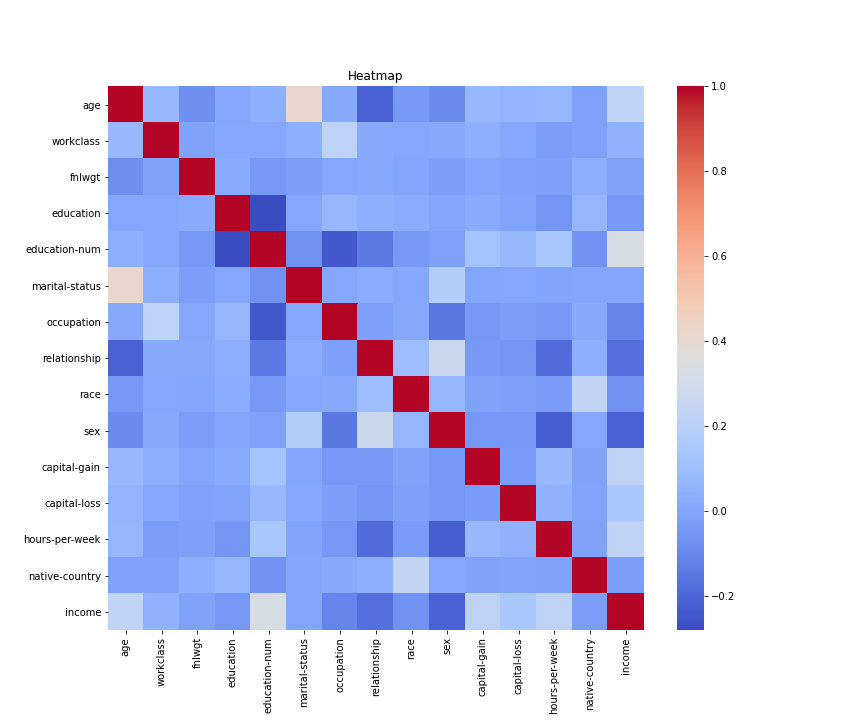 Heatmap
age
workclass
fnlwgt
education
education-num
marital-status
occupation
relationship
race
sex
capital-gain
capital-loss
hours-per-week
native-country
income
age
workclass
fnlwgt
education
education-num
marital-status
occupation
relationship
race
sex
capital-gain
capital-loss
hours-per-week
native-country
income
1.0
0.8
0.6
0.4
0.2
0.0
−0.2